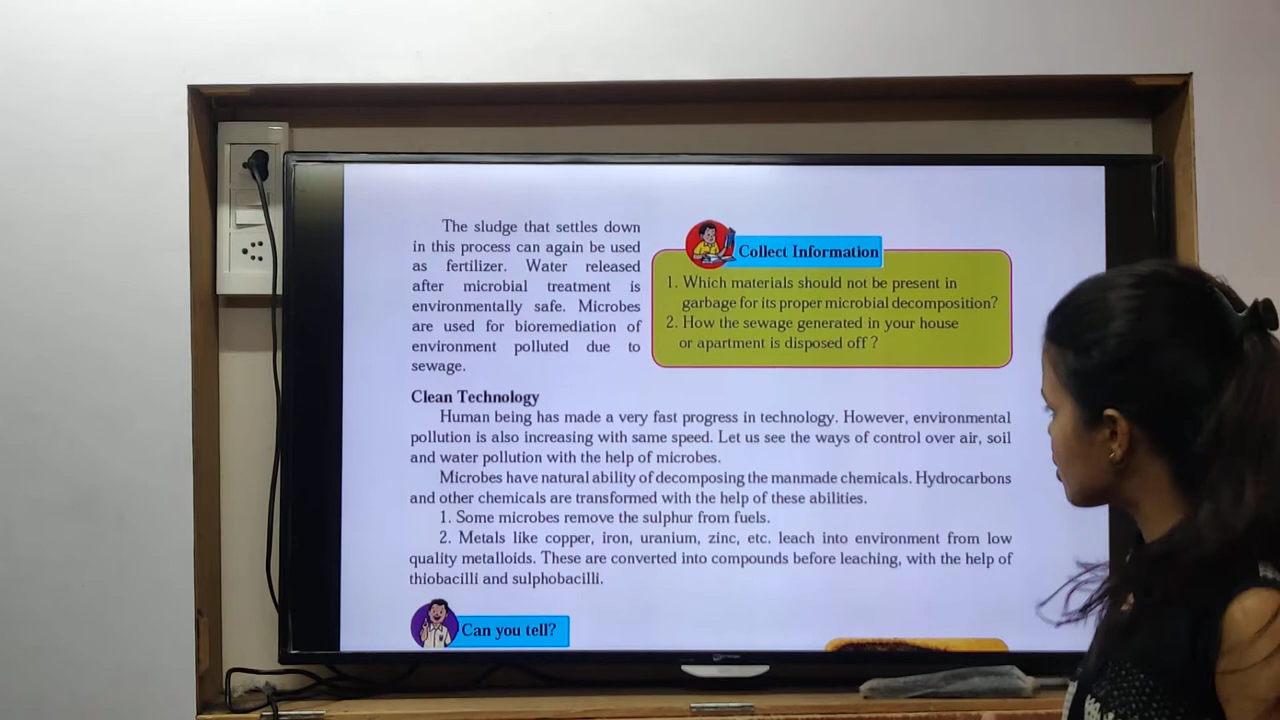 The sludge that settles down
in this process can again be used
as fertilizer. Water released
after microbial treatment is
environmentally safe. Microbes
are used for bioremediation of
environment polluted due to
sewage.
Collect Information
1. Which materials should not be present in
garbage for its proper microbial decomposition?
2. How the sewage generated in your house
or apartment is disposed off ?
Clean Technology
Human being has made a very fast progress in technology. However, environmental
pollution is also increasing with same speed. Let us see the ways of control over air, soil
and water pollution with the help of microbes.
Microbes have natural ability of decomposing the manmade chemicals. Hydrocarbons
and other chemicals are transformed with the help of these abilities.
1. Some microbes remove the sulphur from fuels.
2. Metals like copper, iron, uranium, zinc, etc. leach into environment from low
quality metalloids. These are converted into compounds before leaching, with the help of
thiobacilli and sulphobacilli.
Can you tell?